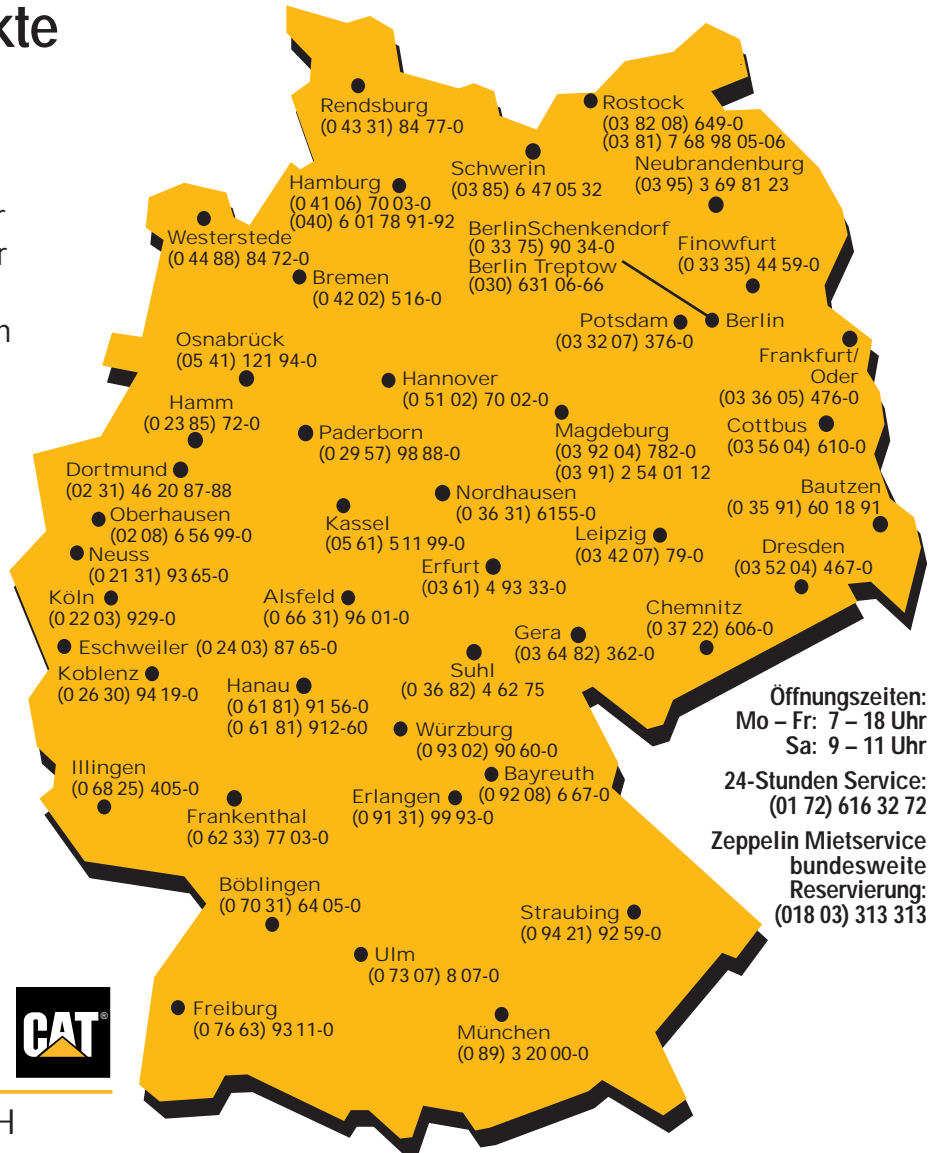 kte
r
r
n
Rendsburg
(0 43 31) 84 77-0
Rostock
(03 82 08) 649-0
(03 81) 7 68 98 05-06
Schwerin
(03 85) 6 47 05 32
Neubrandenburg
(03 95) 3 69 81 23
Hamburg
(0 41 06) 70 03-0
(040) 6 01 78 91-92
Westerstede
(0 44 88) 84 72-0
BerlinSchenkendorf
(0 33 75) 90 34-0
Berlin Treptow
(030) 631 06-66
Finowfurt
(0 33 35) 44 59-0
Bremen
(0 42 02) 516-0
Potsdam
(03 32 07) 376-0
Berlin
Osnabrück
(05 41) 121 94-0
Frankfurt/
Oder
(03 36 05) 476-0
Hannover
(0 51 02) 70 02-0
Hamm
(0 23 85) 72-0
Paderborn
(0 29 57) 98 88-0
Magdeburg
(03 92 04) 782-0
(03 91) 2 54 01 12
Cottbus
(03 56 04) 610-0
Dortmund
(02 31) 46 20 87-88
Nordhausen
(0 36 31) 6155-0
Bautzen
(0 35 91) 60 18 91
Oberhausen
(02 08) 6 56 99-0
Kassel
(05 61) 5 11 99-0
Leipzig
(03 42 07) 79-0
Neuss
(0 21 31) 93 65-0
Erfurt
(03 61) 4 93 33-0
Dresden
(03 52 04) 467-0
Köln
(0 22 03) 929-0
Alsfeld
(0 66 31) 96 01-0
Chemnitz
(0 37 22) 606-0
Eschweiler (0 24 03) 87 65-0
Gera
(03 64 82) 362-0
Koblenz
(0 26 30) 94 19-0
Suhl
(0 36 82) 4 62 75
Hanau
(0 61 81) 91 56-0
(0 61 81) 912-60
Würzburg
(0 93 02) 90 60-0
Illingen
(0 68 25) 405-0
Bayreuth
(0 92 08) 6 67-0
Frankenthal
(0 62 33) 77 03-0
Erlangen
(0 91 31) 99 93-0
Böblingen
(0 70 31) 64 05-0
Straubing
(0 94 21) 92 59-0
Ulm
(0 73 07) 8 07-0
Freiburg
(0 76 63) 93 11-0
München
(0 89) 3 20 00-0
Öffnungszeiten:
Mo – Fr: 7 – 18 Uhr
Sa: 9 – 11 Uhr
24-Stunden Service:
(01 72) 616 32 72
Zeppelin Mietservice
bundesweite
Reservierung:
(018 03) 313 313
CAT®
H